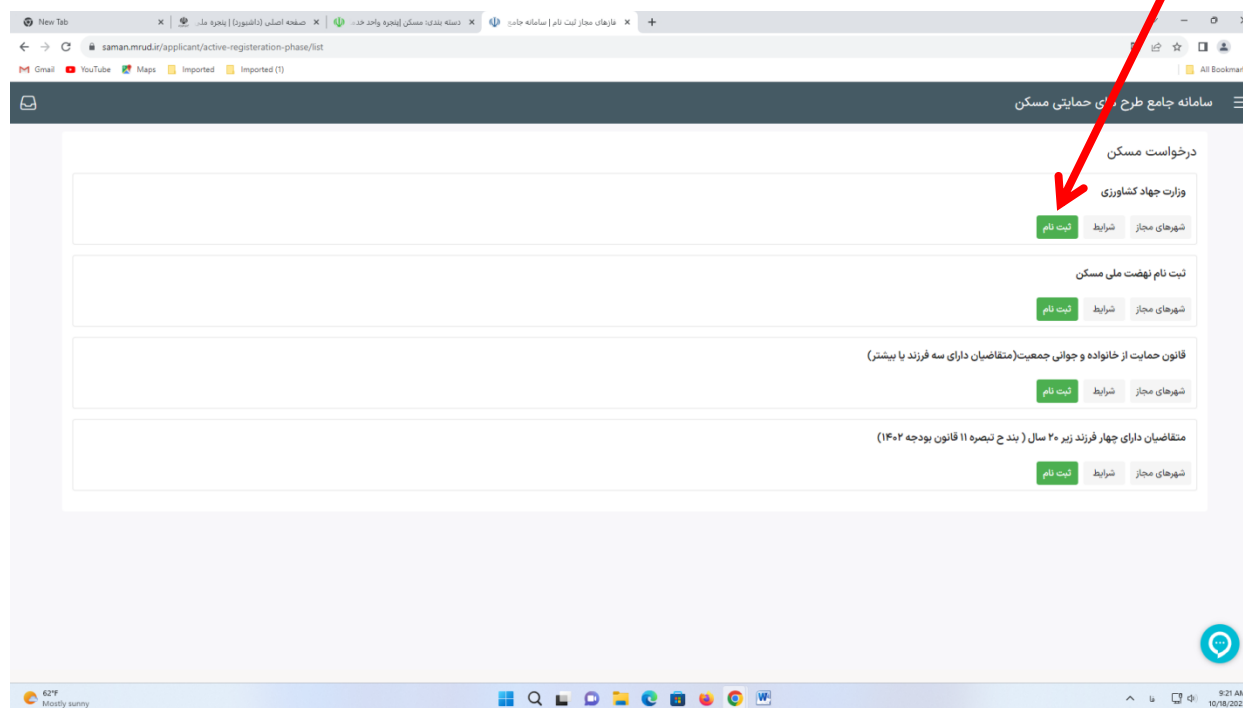 New Tab
صفحه اصلی (داشبورد) | پنجره ملی
دسته بندی: مسکن |پنجره واحد خد
فازهای مجاز ثبت نام | سامانه جامع
saman.mrud.ir/applicant/active-registeration-phase/list
Gmail YouTube Maps Imported Imported (1) All Bookmar
سامانه جامع طرح های حمایتی مسکن
درخواست مسکن
وزارت جهاد کشاورزی
شهرهای مجاز شرایط ثبت نام
ثبت نام نهضت ملی مسکن
شهرهای مجاز شرایط ثبت نام
قانون حمایت از خانواده و جوانی جمعیت(متقاضیان دارای سه فرزند یا بیشتر)
شهرهای مجاز شرایط ثبت نام
متقاضیان دارای چهار فرزند زیر ۲۰ سال ( بند ح تبصره ۱۱ قانون بودجه ۱۴۰۲)
شهرهای مجاز شرایط ثبت نام
62°F
Mostly sunny
فا
9:21 AM
10/18/202